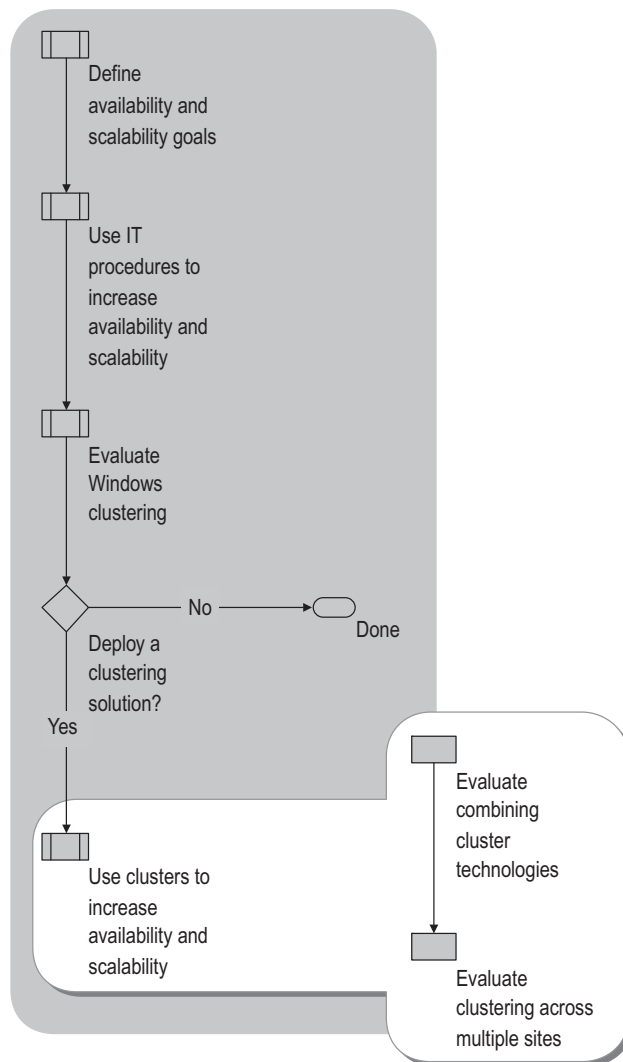 Define
availability and
scalability goals
Use IT
procedures to
increase
availability and
scalability
Evaluate
Windows
clustering
No
Done
Deploy a
clustering
solution?
Yes
Use clusters to
increase
availability and
scalability
Evaluate
combining
cluster
technologies
Evaluate
clustering across
multiple sites